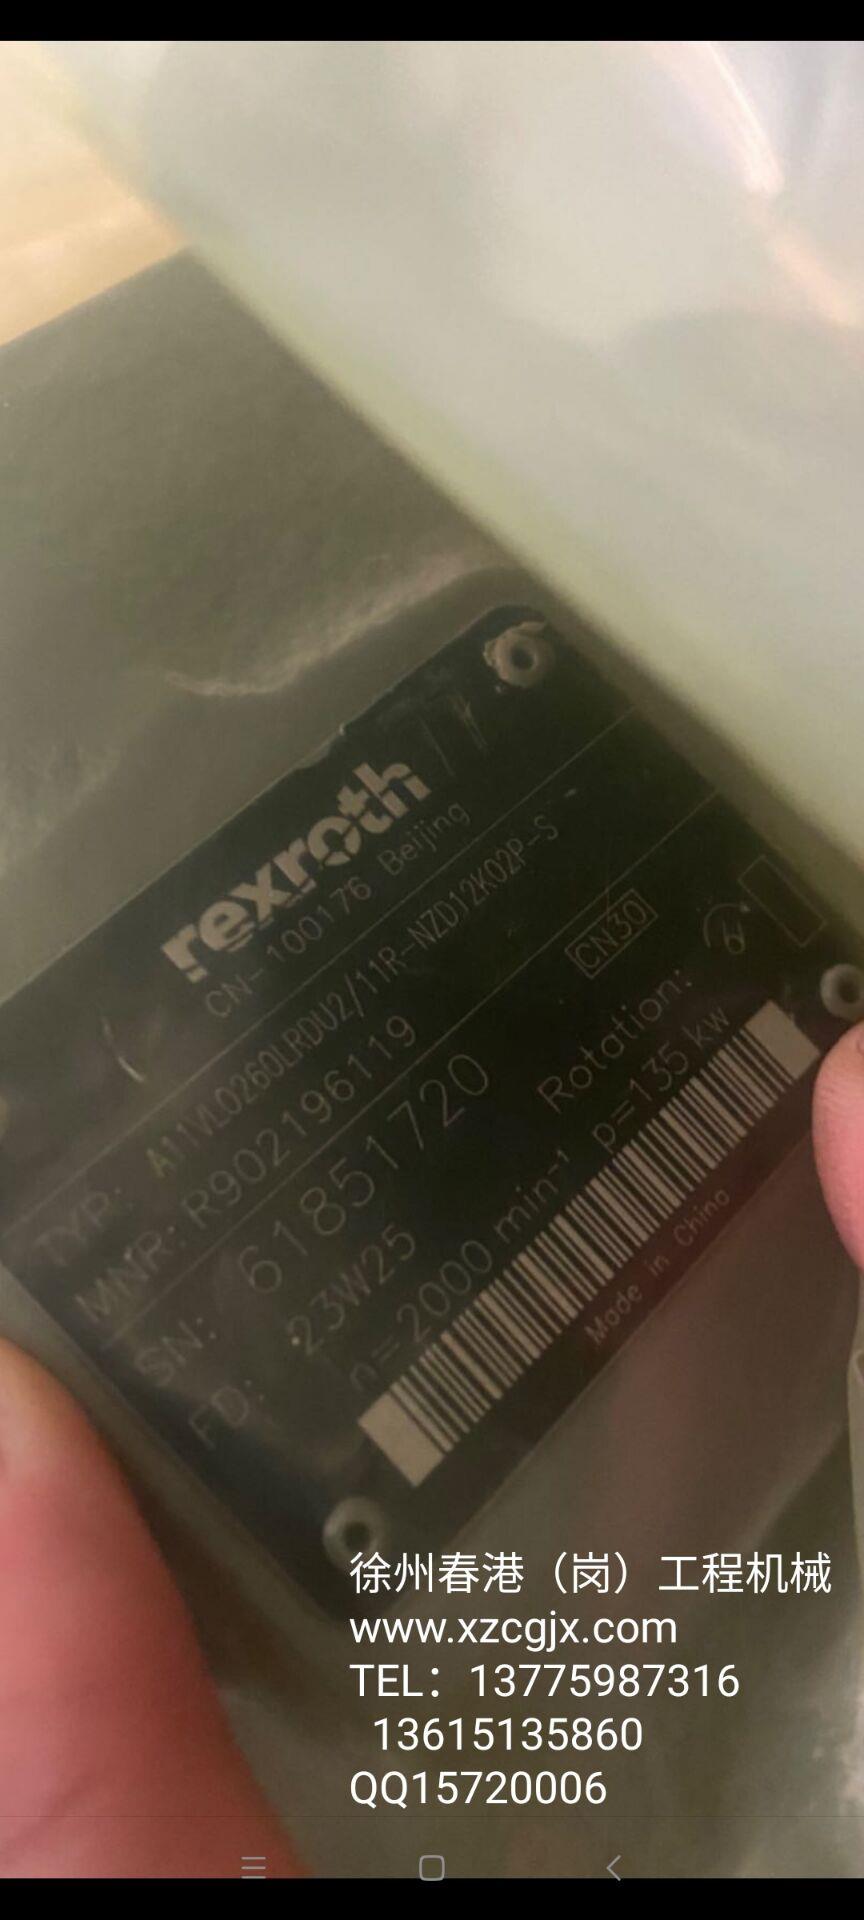 rexroth
CN-100176 Beijing
TYP: A11VLO260LRDU2/11R-NZD12K02P-S
MNR: R902196119
CN30
SN: 61851720
Rotation:
FD: 23W25
n=2000 min⁻¹ p=135 kw
Made in China
徐州春港（岗）工程机械
www.xzcgjx.com
TEL：13775987316
13615135860
QQ15720006